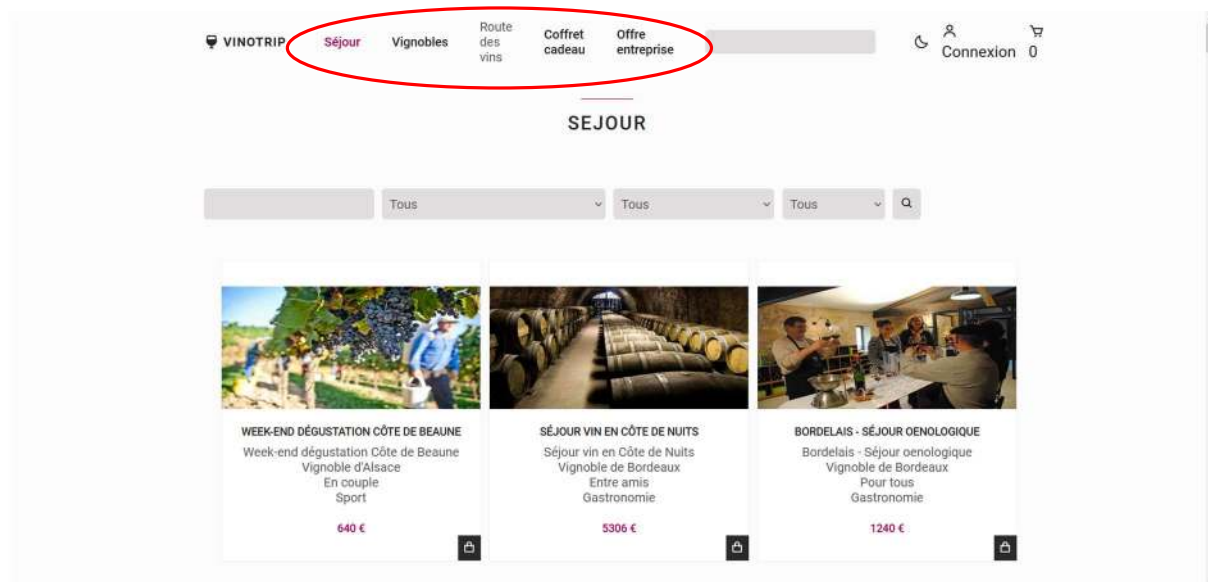 VINOTRIP
Séjour
Vignobles
Route
des
vins
Coffret
cadeau
Offre
entreprise
Connexion
0
SEJOUR
Tous
Tous
Tous
WEEK-END DÉGUSTATION CÔTE DE BEAUNE
Week-end dégustation Côte de Beaune
Vignoble d'Alsace
En couple
Sport
640 €
SÉJOUR VIN EN CÔTE DE NUITS
Séjour vin en Côte de Nuits
Vignoble de Bordeaux
Entre amis
Gastronomie
5306 €
BORDELAIS - SÉJOUR OENOLOGIQUE
Bordelais - Séjour oenologique
Vignoble de Bordeaux
Pour tous
Gastronomie
1240 €